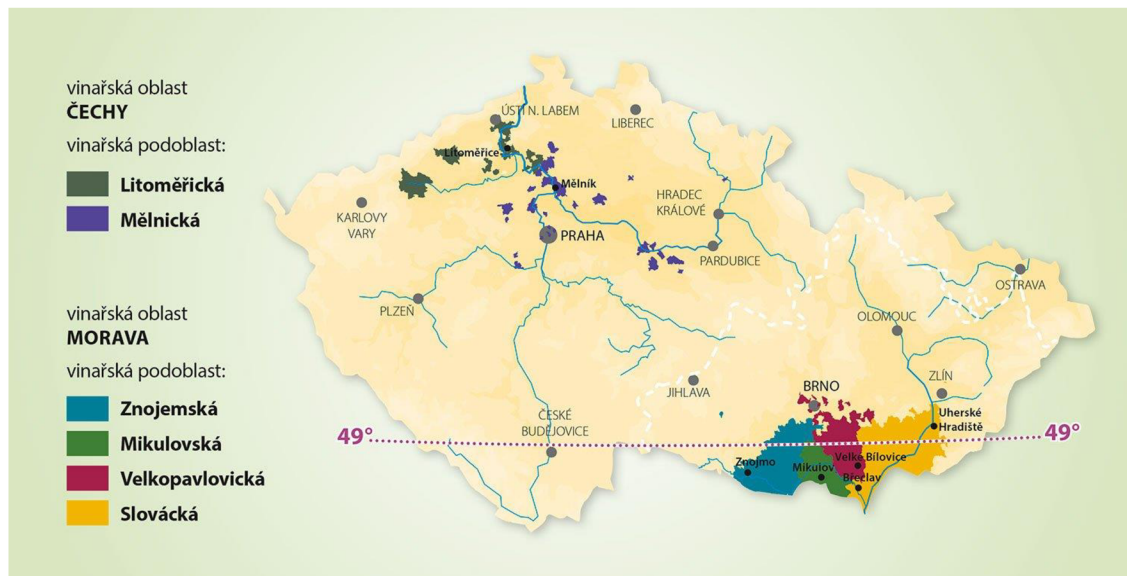 vinařská oblast
ČECHY
vinařská podoblast:
Litoměřická
Mělnická
vinařská oblast
MORAVA
vinařská podoblast:
Znojemská
Mikulovská
Velkopavlovická
Slovácká
ÚSTÍ N. LABEM
LIBEREC
Litoměřice
Mělník
KARLOVY
VARY
HRADEC
KRÁLOVÉ
PRAHA
PARDUBICE
PLZEŇ
OSTRAVA
OLOMOUC
JIHLAVA
BRNO
ZLÍN
ČESKÉ
BUDĚJOVICE
Uherské
Hradiště
49°
49°
Znojmo
Mikulov
Velké Bílovice
Břeclav